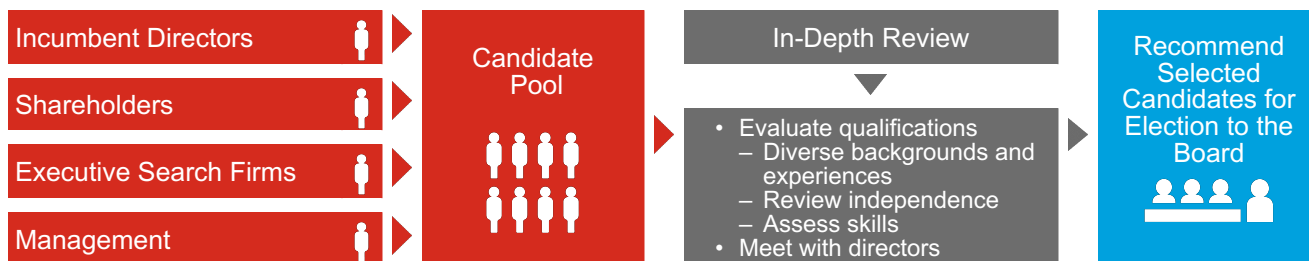 Incumbent Directors
Shareholders
Executive Search Firms
Management
Candidate
Pool
In-Depth Review
• Evaluate qualifications
– Diverse backgrounds and
experiences
– Review independence
– Assess skills
• Meet with directors
Recommend
Selected
Candidates for
Election to the
Board